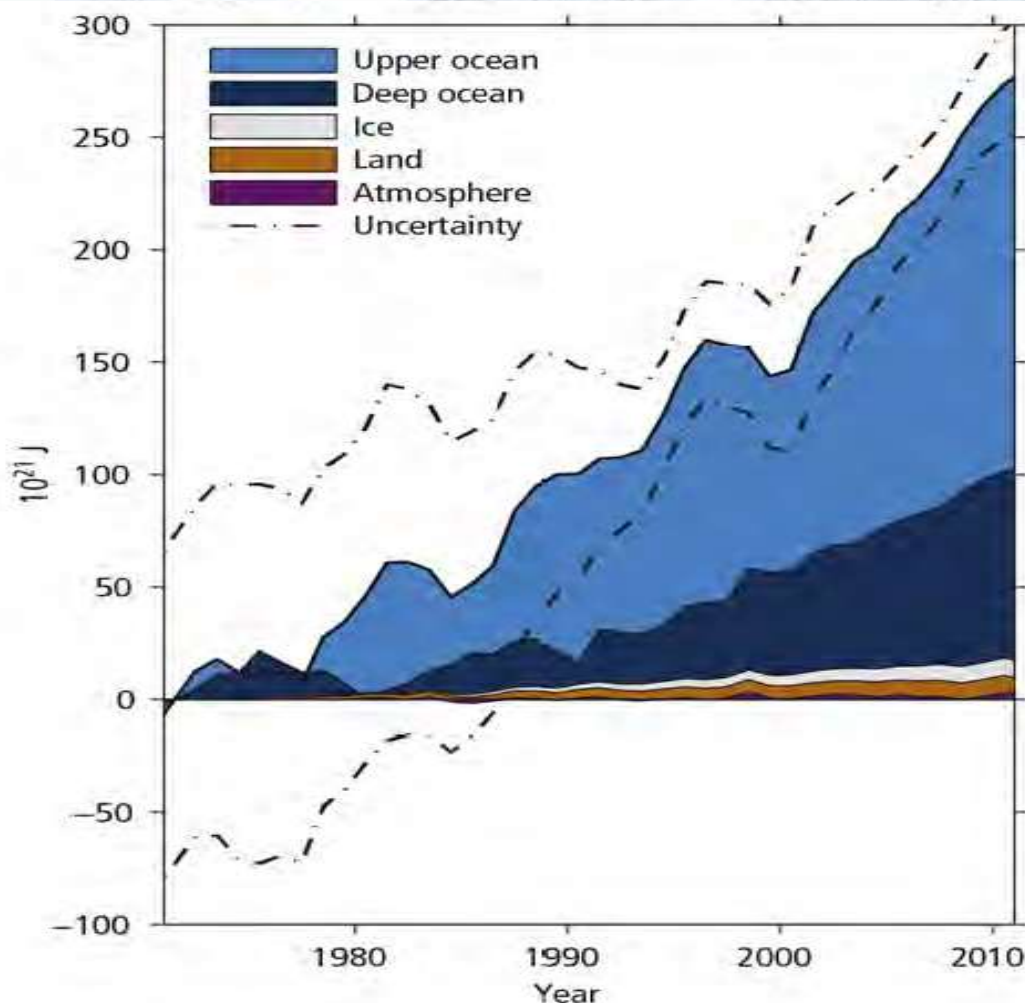 300
250
200
150
100
50
0
−50
−100
10²¹ J
Upper ocean
Deep ocean
Ice
Land
Atmosphere
Uncertainty
1980 1990 2000 2010
Year